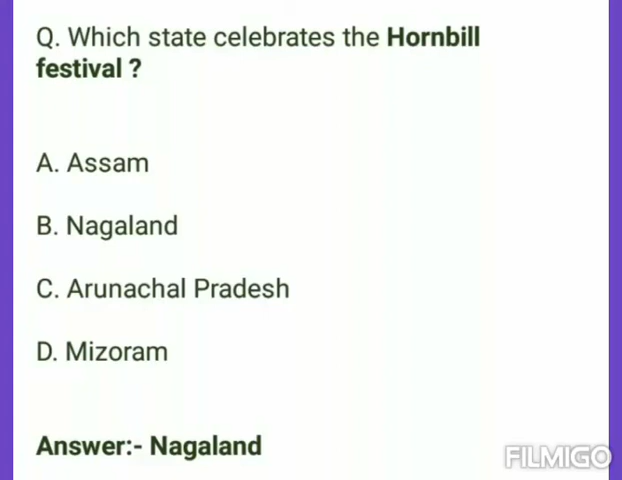 Q. Which state celebrates the Hornbill
festival ?
A. Assam
B. Nagaland
C. Arunachal Pradesh
D. Mizoram
Answer:- Nagaland
FILMIGO